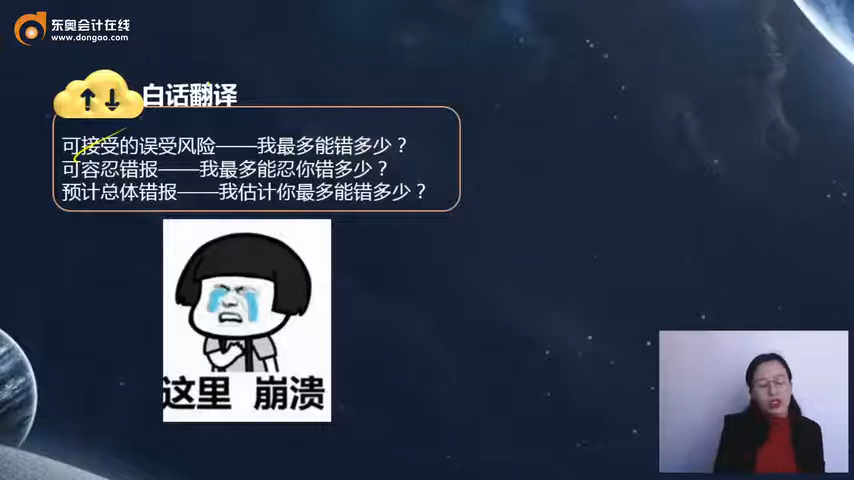 东奥会计在线
www.dongao.com
白话翻译
可接受的误受风险——我最多能错多少？
可容忍错报——我最多能忍你错多少？
预计总体错报——我估计你最多能错多少？
这里 崩溃